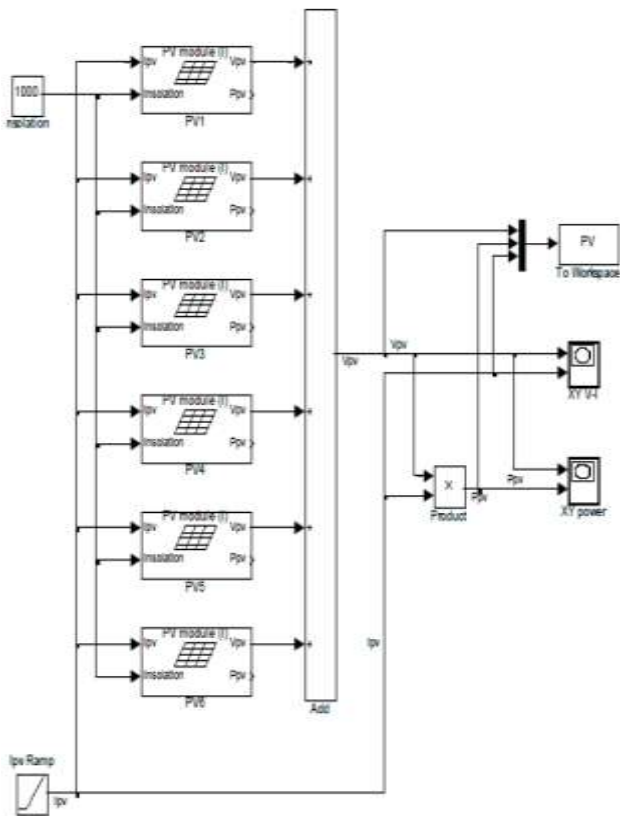 PV module (I)
Ipv Vpv
Insolation Ppv
PV1
1000
nsolation
PV module (I)
Ipv Vpv
Insolation Ppv
PV2
PV
To Workspace
PV module (I)
Ipv Vpv
Insolation Ppv
PV3
Vpv Vpv
XY V-I
PV module (I)
Ipv Vpv
Insolation Ppv
PV4
X
Product
Ppv Ppv
XY power
PV module (I)
Ipv Vpv
Insolation Ppv
PV5
PV module (I)
Ipv Vpv
Insolation Ppv
PV6
Ipv
Add
Ipv Ramp
Ipv